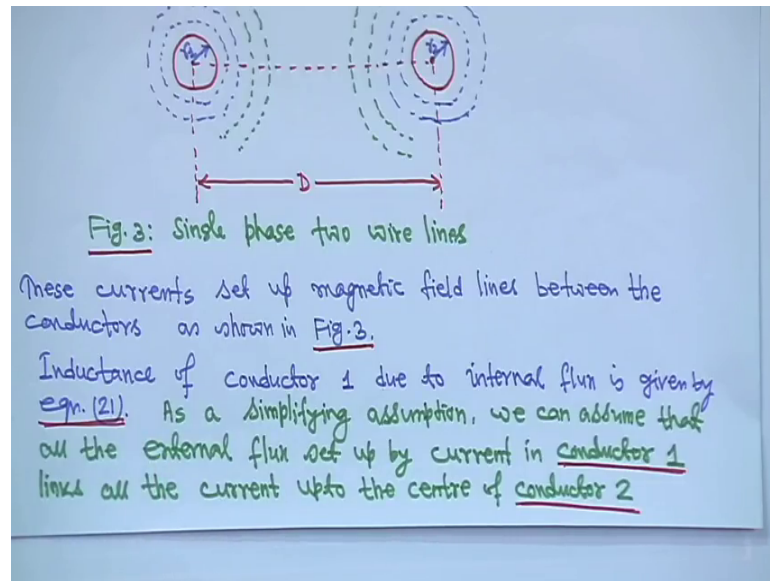 r₁ r₂
D
Fig.3: Single phase two wire lines
These currents set up magnetic field lines between the
conductors as shown in Fig.3.
Inductance of conductor 1 due to internal flux is given by
eqn. (21). As a simplifying assumption, we can assume that
all the external flux set up by current in conductor 1
links all the current upto the centre of conductor 2